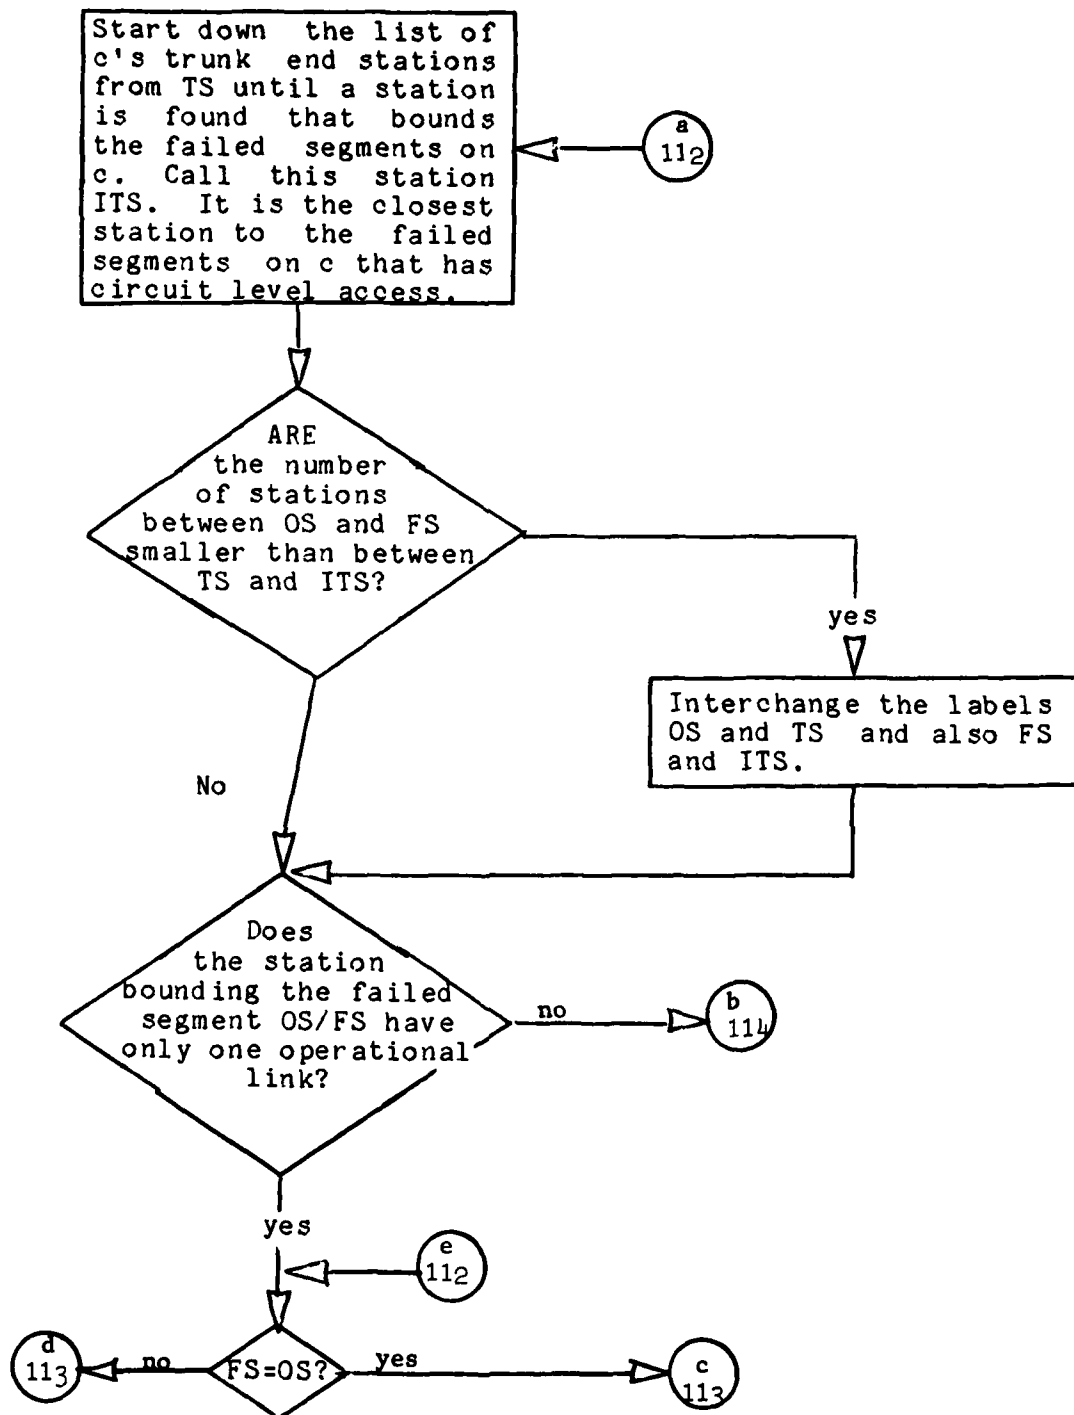 Start down the list of
c's trunk end stations
from TS until a station
is found that bounds
the failed segments on
c. Call this station
ITS. It is the closest
station to the failed
segments on c that has
circuit level access.
a
112
ARE
the number
of stations
between OS and FS
smaller than between
TS and ITS?
yes
Interchange the labels
OS and TS and also FS
and ITS.
No
Does
the station
bounding the failed
segment OS/FS have
only one operational
link?
no
b
114
yes
e
112
d
113
no
FS=OS?
yes
c
113